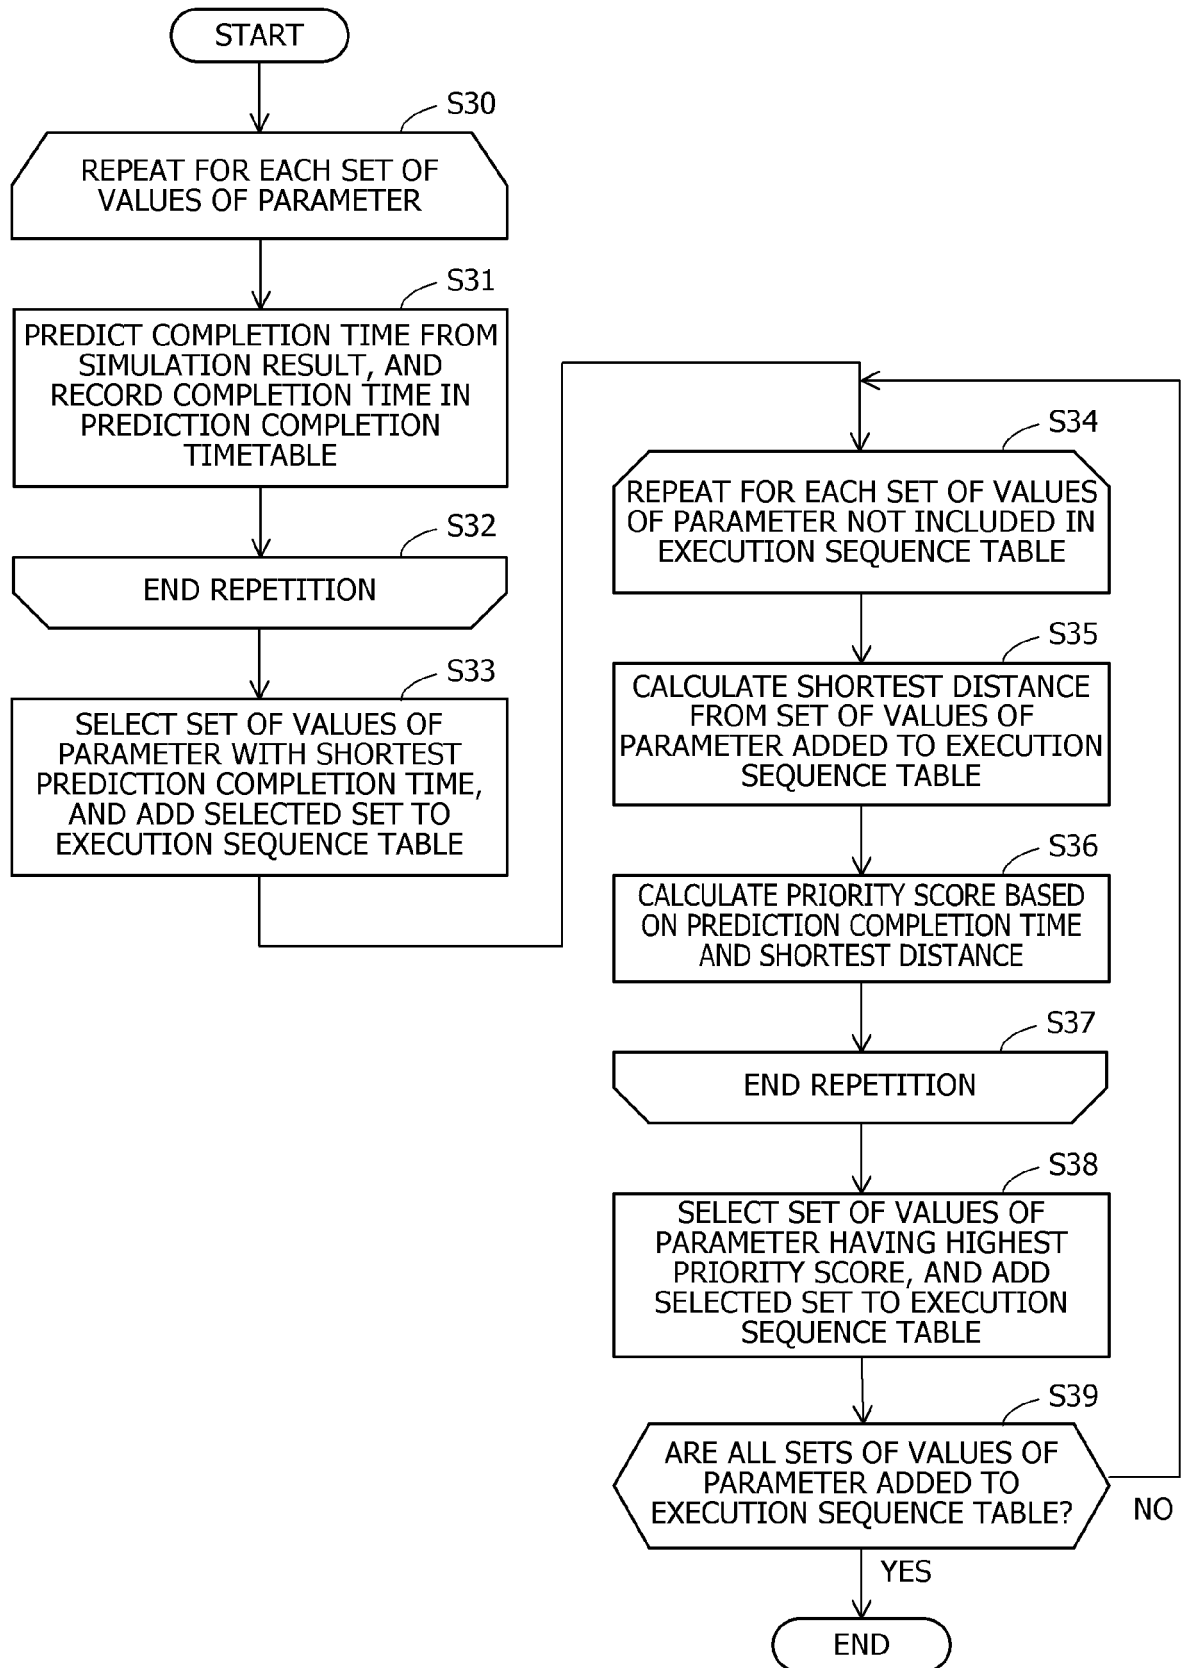 START
S30
REPEAT FOR EACH SET OF
VALUES OF PARAMETER
S31
PREDICT COMPLETION TIME FROM
SIMULATION RESULT, AND
RECORD COMPLETION TIME IN
PREDICTION COMPLETION
TIMETABLE
S32
END REPETITION
S33
SELECT SET OF VALUES OF
PARAMETER WITH SHORTEST
PREDICTION COMPLETION TIME,
AND ADD SELECTED SET TO
EXECUTION SEQUENCE TABLE
S34
REPEAT FOR EACH SET OF VALUES
OF PARAMETER NOT INCLUDED IN
EXECUTION SEQUENCE TABLE
S35
CALCULATE SHORTEST DISTANCE
FROM SET OF VALUES OF
PARAMETER ADDED TO EXECUTION
SEQUENCE TABLE
S36
CALCULATE PRIORITY SCORE BASED
ON PREDICTION COMPLETION TIME
AND SHORTEST DISTANCE
S37
END REPETITION
S38
SELECT SET OF VALUES OF
PARAMETER HAVING HIGHEST
PRIORITY SCORE, AND ADD
SELECTED SET TO EXECUTION
SEQUENCE TABLE
S39
ARE ALL SETS OF VALUES OF
PARAMETER ADDED TO
EXECUTION SEQUENCE TABLE?
NO
YES
END